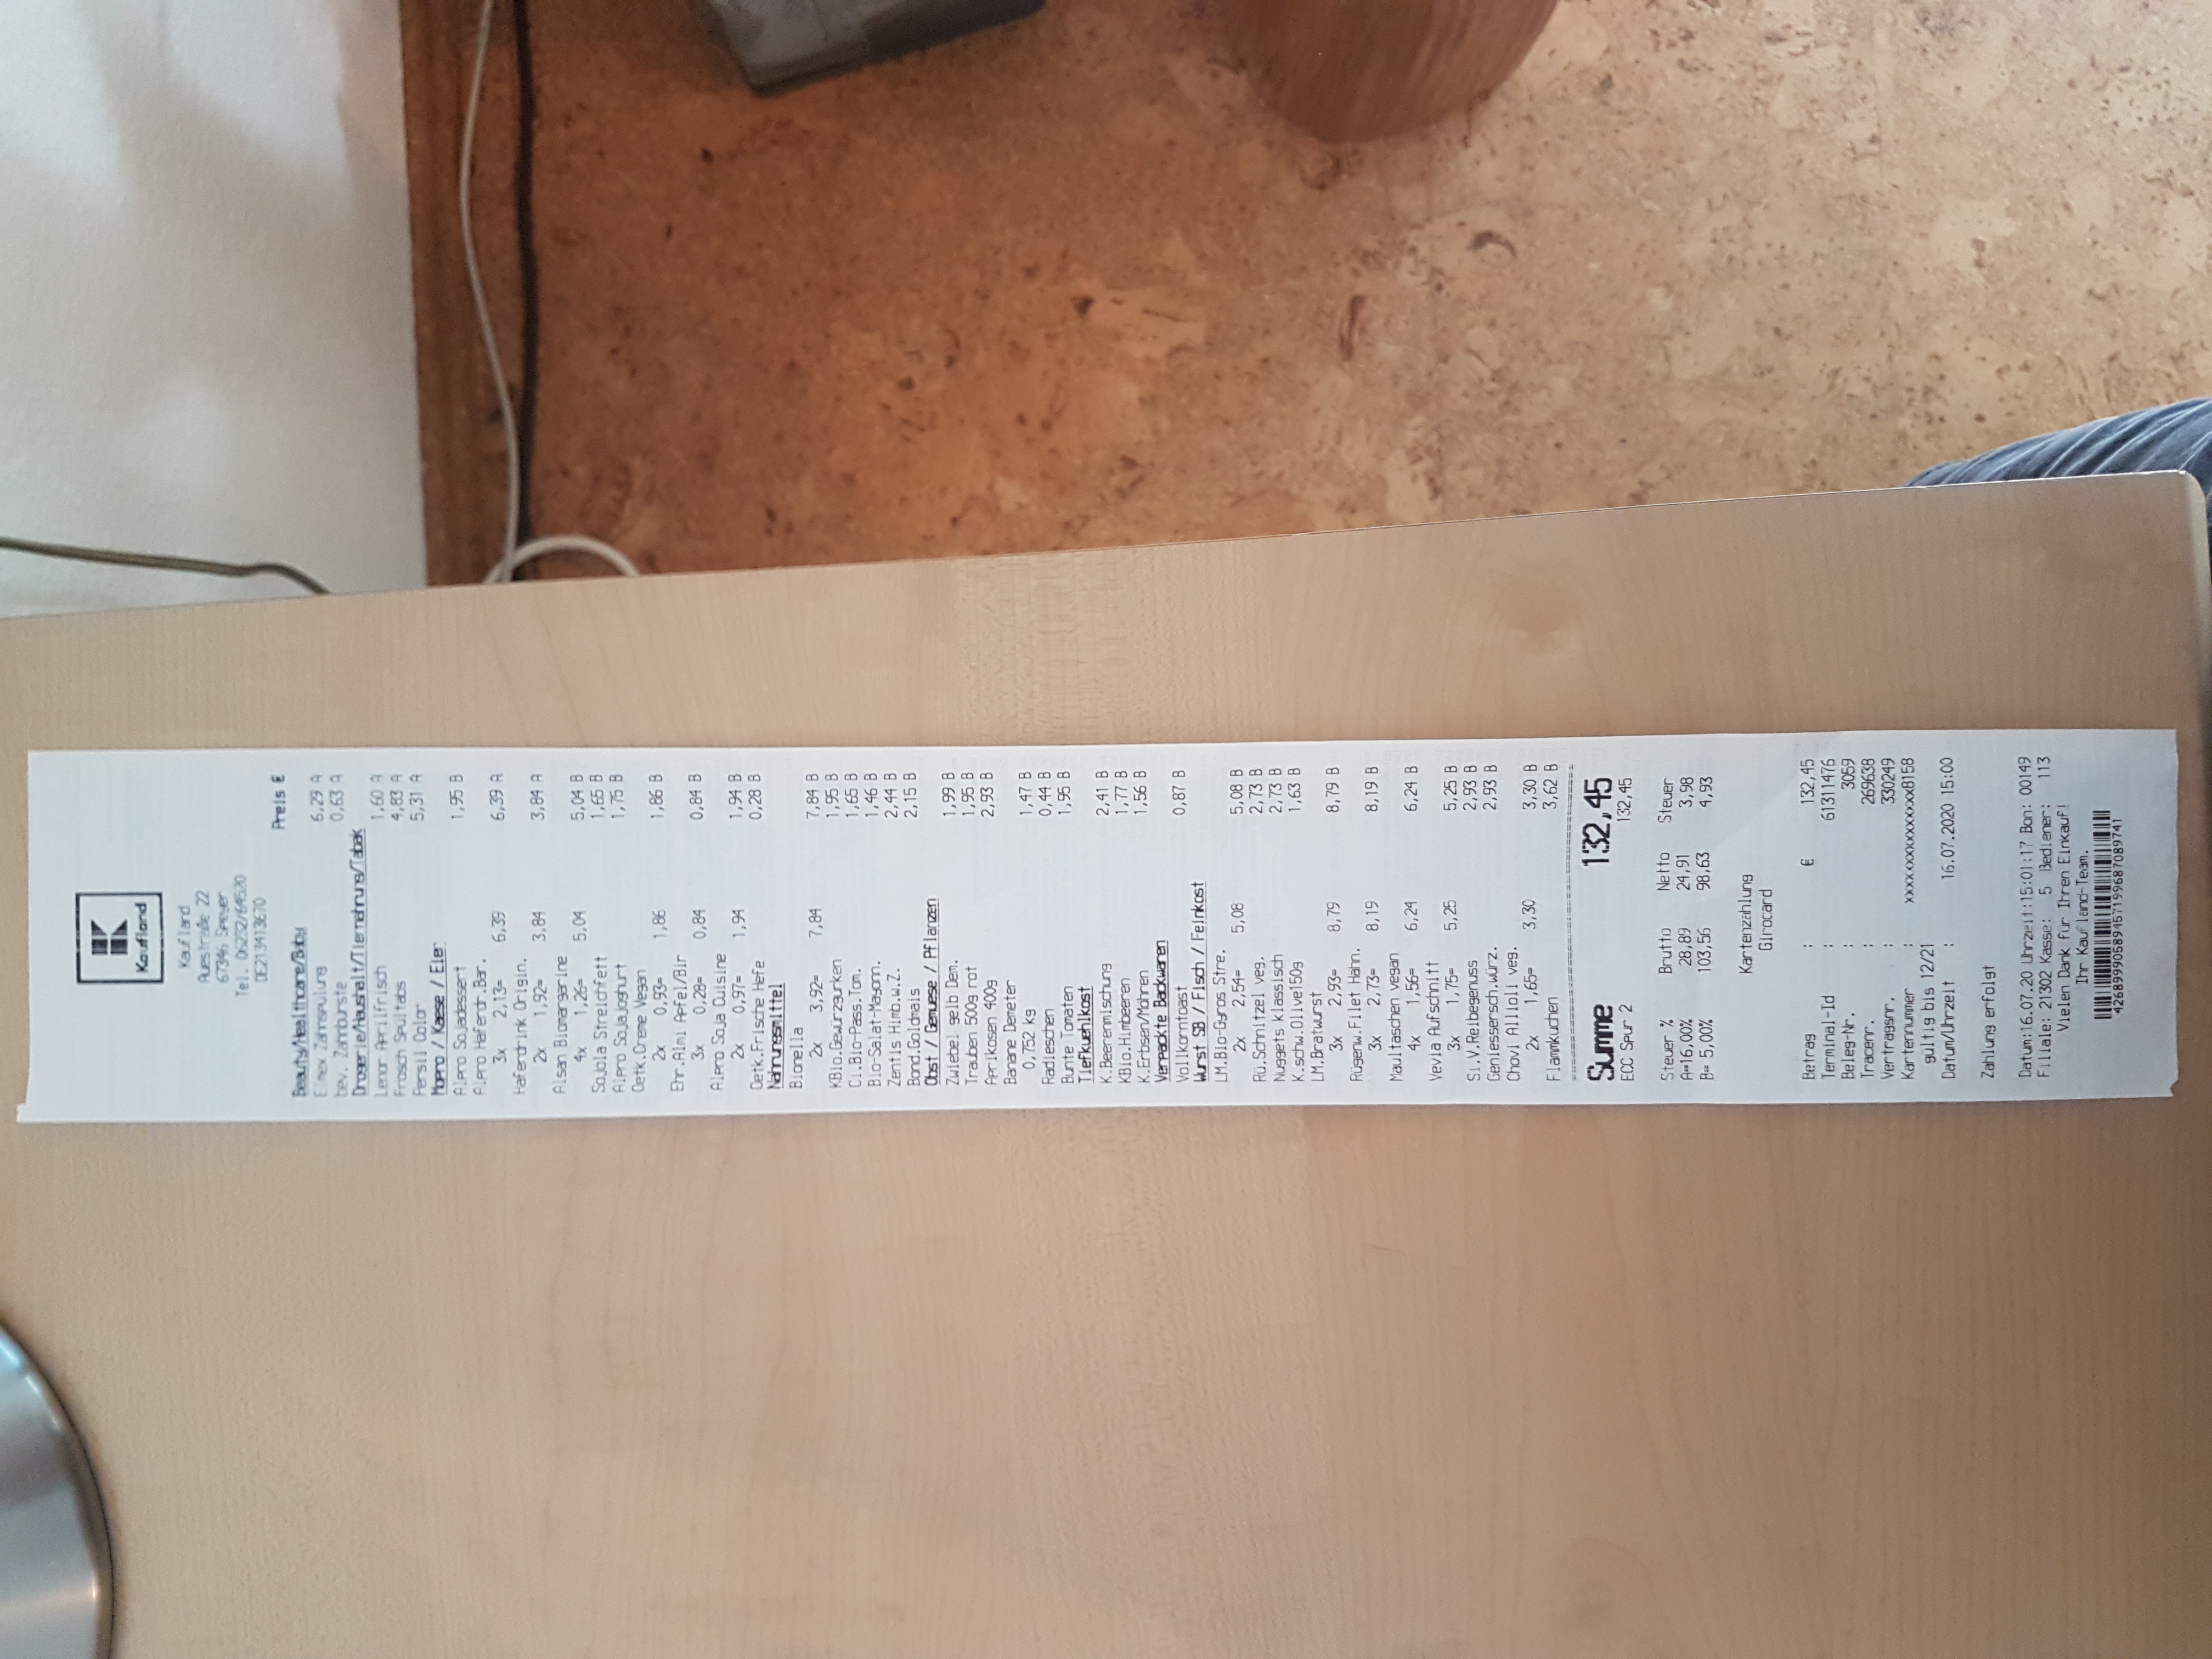 Kaufland
Kaufland
Auestraße 22
67346 Speyer
Tel. 06232/64520
DE213413670
Preis €
Beauty/Healthcare/Baby
Elmex Zahnspülung 6,29 A
bev. Zahnbürste 0,63 A
Drogerie/Haushalt/Tiernahrung/Tabak
Lenor Aprilfrisch 1,60 A
Frosch Spültabs 4,83 A
Persil Color 5,31 A
Mopro / Kaese / Eier
Alpro Sojadessert 1,95 B
Alpro Haferdr.Bar.
3x 2,13= 6,39 6,39 A
Haferdrink Origin.
2x 1,92= 3,84 3,84 A
Alsan Biomargarine
4x 1,26= 5,04 5,04 B
Sojola Streichfett 1,65 B
Alpro Sojajoghurt 1,75 B
Oetk.Creme Vegan
2x 0,93= 1,86 1,86 B
Ehr.Almi Apfel/Bir
3x 0,28= 0,84 0,84 B
Alpro Soja Cuisine
2x 0,97= 1,94 1,94 B
Oetk.Frische Hefe 0,28 B
Nahrungsmittel
Bionella
2x 3,92= 7,84 7,84 B
KBio.Gewürzgurken 1,95 B
Ci.Bio-Pass.Tom. 1,65 B
Bio-Salat-Mayonn. 1,46 B
Zentis Himb.w.Z. 2,44 B
Bond.Goldmais 2,15 B
Obst / Gemuese / Pflanzen
Zwiebel gelb Dem. 1,99 B
Trauben 500g rot 1,95 B
Aprikosen 400g 2,93 B
Banane Demeter
0,752 kg 1,47 B
Radieschen 0,44 B
Bunte Tomaten 1,95 B
Tiefkuehlkost
K.Beerenmischung 2,41 B
KBio.Himbeeren 1,77 B
K.Erbsen/Möhren 1,56 B
Verpackte Backwaren
Vollkorntoast 0,87 B
Wurst SB / Fisch / Feinkost
LM.Bio-Gyros Stre.
2x 2,54= 5,08 5,08 B
Rü.Schnitzel veg. 2,73 B
Nuggets klassisch 2,73 B
K.schw.Olive150g 1,63 B
LM.Bratwurst
3x 2,93= 8,79 8,79 B
Rügenw.Filet Hähn.
3x 2,73= 8,19 8,19 B
Maultaschen vegan
4x 1,56= 6,24 6,24 B
Vevia Aufschnitt
3x 1,75= 5,25 5,25 B
Si.V.Reibegenuss 2,93 B
Geniessersch.würz. 2,93 B
Chovi Allioli veg.
2x 1,65= 3,30 3,30 B
Flammkuchen 3,62 B
Summe 132,45
ECC Spur 2 132,45
Steuer % Brutto Netto Steuer
A=16,00% 28,89 24,91 3,98
B= 5,00% 103,56 98,63 4,93
Kartenzahlung
Girocard
Betrag : € 132,45
Terminal-Id : 61311476
Beleg-Nr. : 3059
Tracenr. : 269638
Vertragsnr. : 330249
Kartennummer : xxxxxxxxxxxxxxx8158
gültig bis 12/21
Datum/Uhrzeit : 16.07.2020 15:00
Zahlung erfolgt
Datum:16.07.20 Uhrzeit:15:01:17 Bon: 00149
Filiale: 21302 Kasse: 5 Bediener: 113
Vielen Dank für Ihren Einkauf!
Ihr Kaufland-Team.
4268999058945719968708​9741